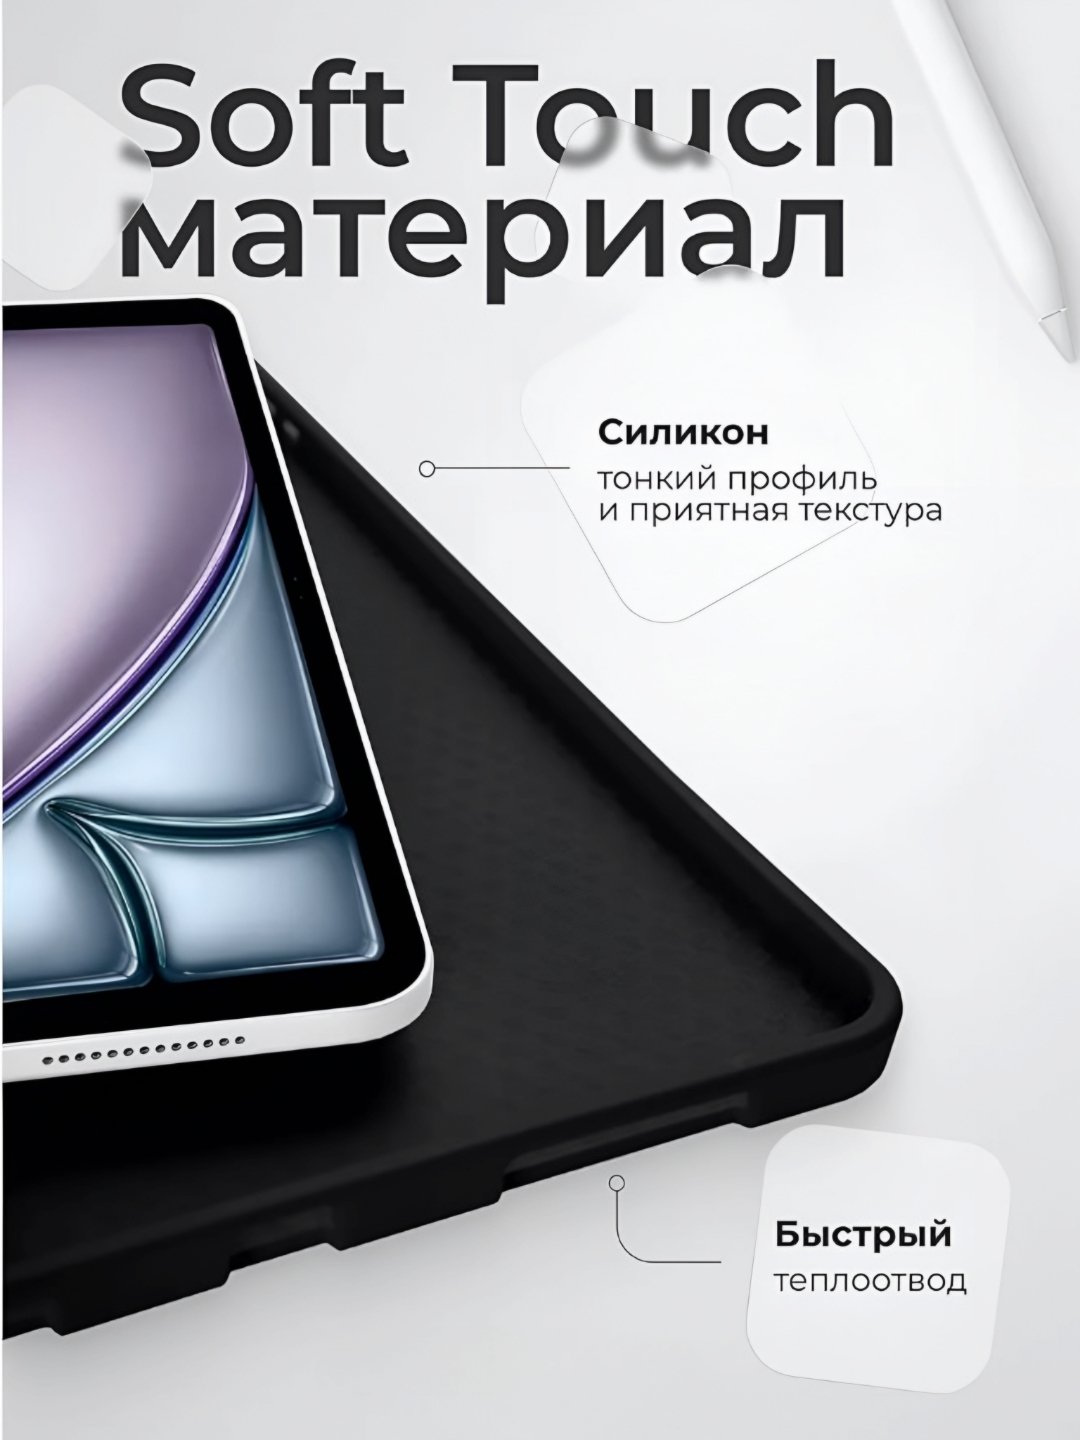 Soft Touch
материал
Силикон
тонкий профиль
и приятная текстура
Быстрый
теплоотвод